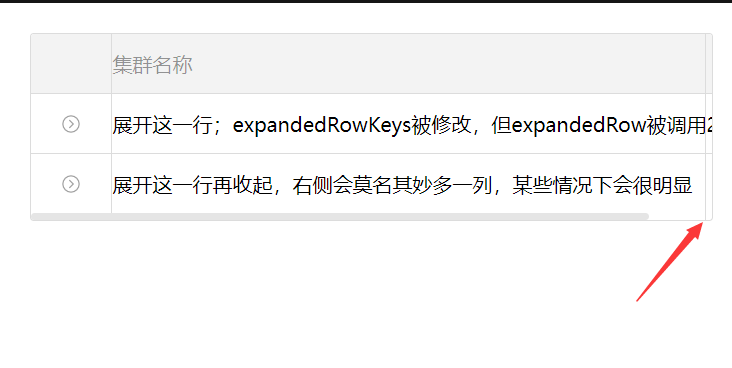 集群名称
展开这一行；expandedRowKeys被修改，但expandedRow被调用2
展开这一行再收起，右侧会莫名其妙多一列，某些情况下会很明显